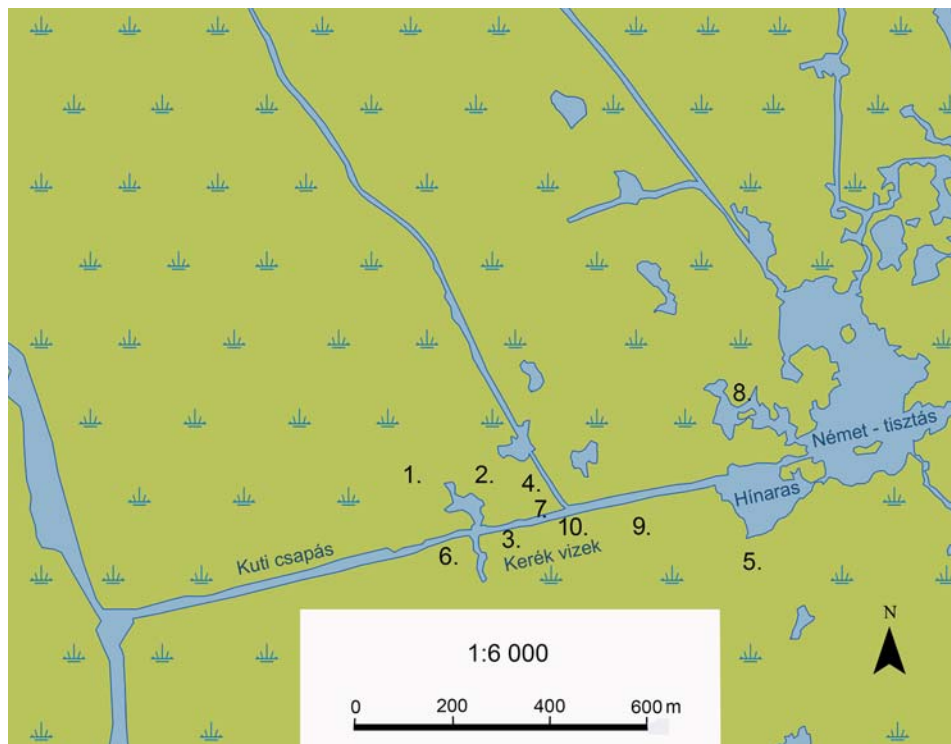 8.
Német - tisztás
1.
2.
4.
Hínaras
7.
10.
9.
3.
Kuti csapás
6.
Kerék vizek
5.
N
1:6 000
0
200
400
600 m